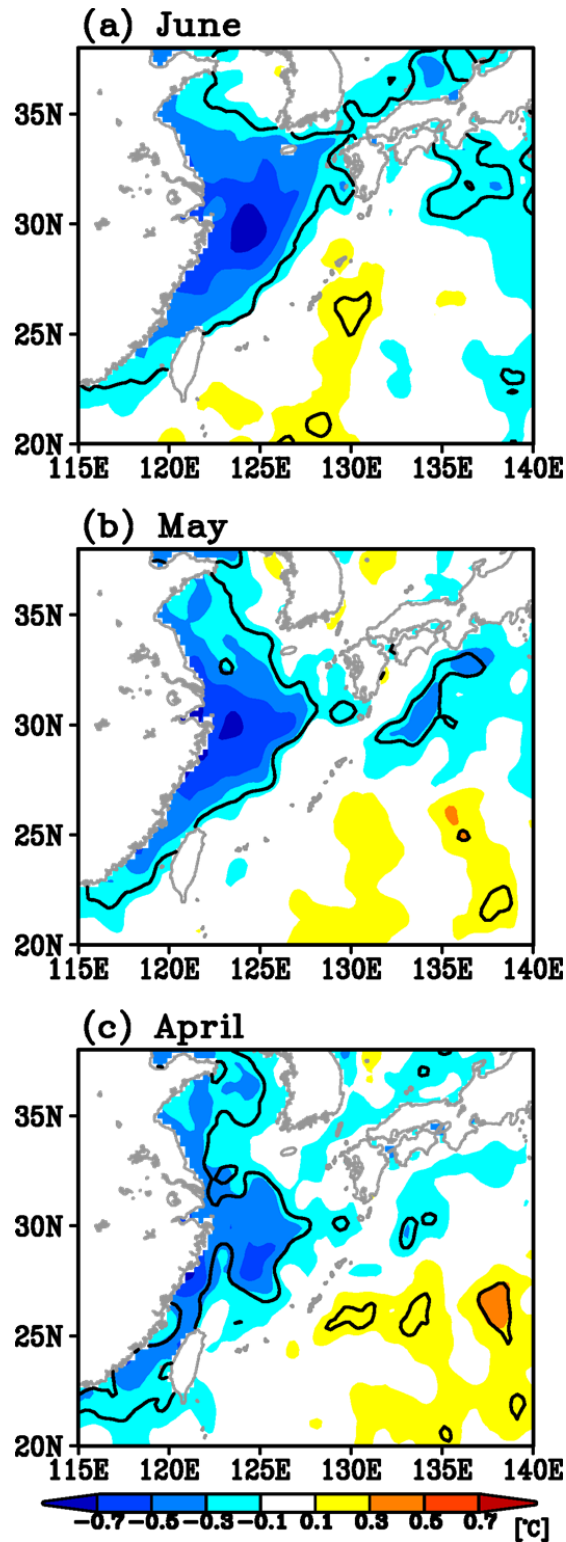 (a) June
35N
30N
25N
20N
115E 120E 125E 130E 135E 140E
(b) May
35N
30N
25N
20N
115E 120E 125E 130E 135E 140E
(c) April
35N
30N
25N
20N
115E 120E 125E 130E 135E 140E
-0.7 -0.5 -0.3 -0.1 0.1 0.3 0.5 0.7 [℃]